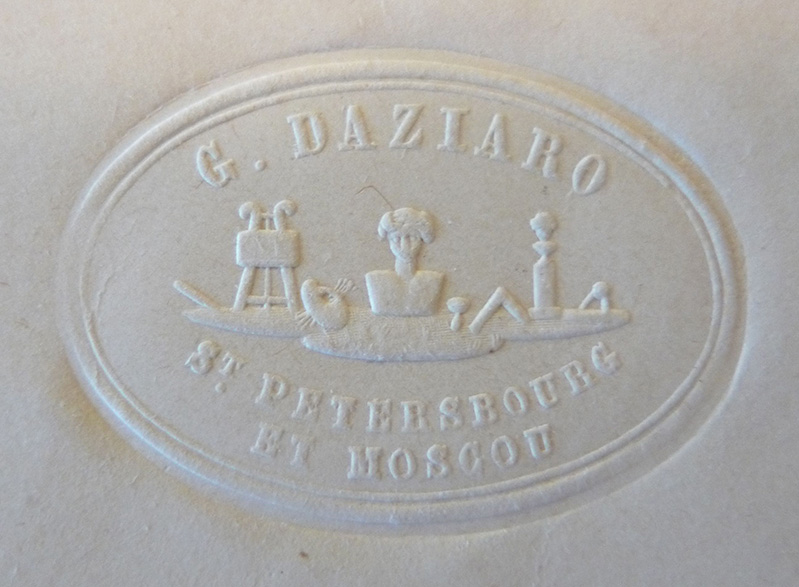 G. DAZIARO
ST. PETERSBOURG
ET MOSCOU